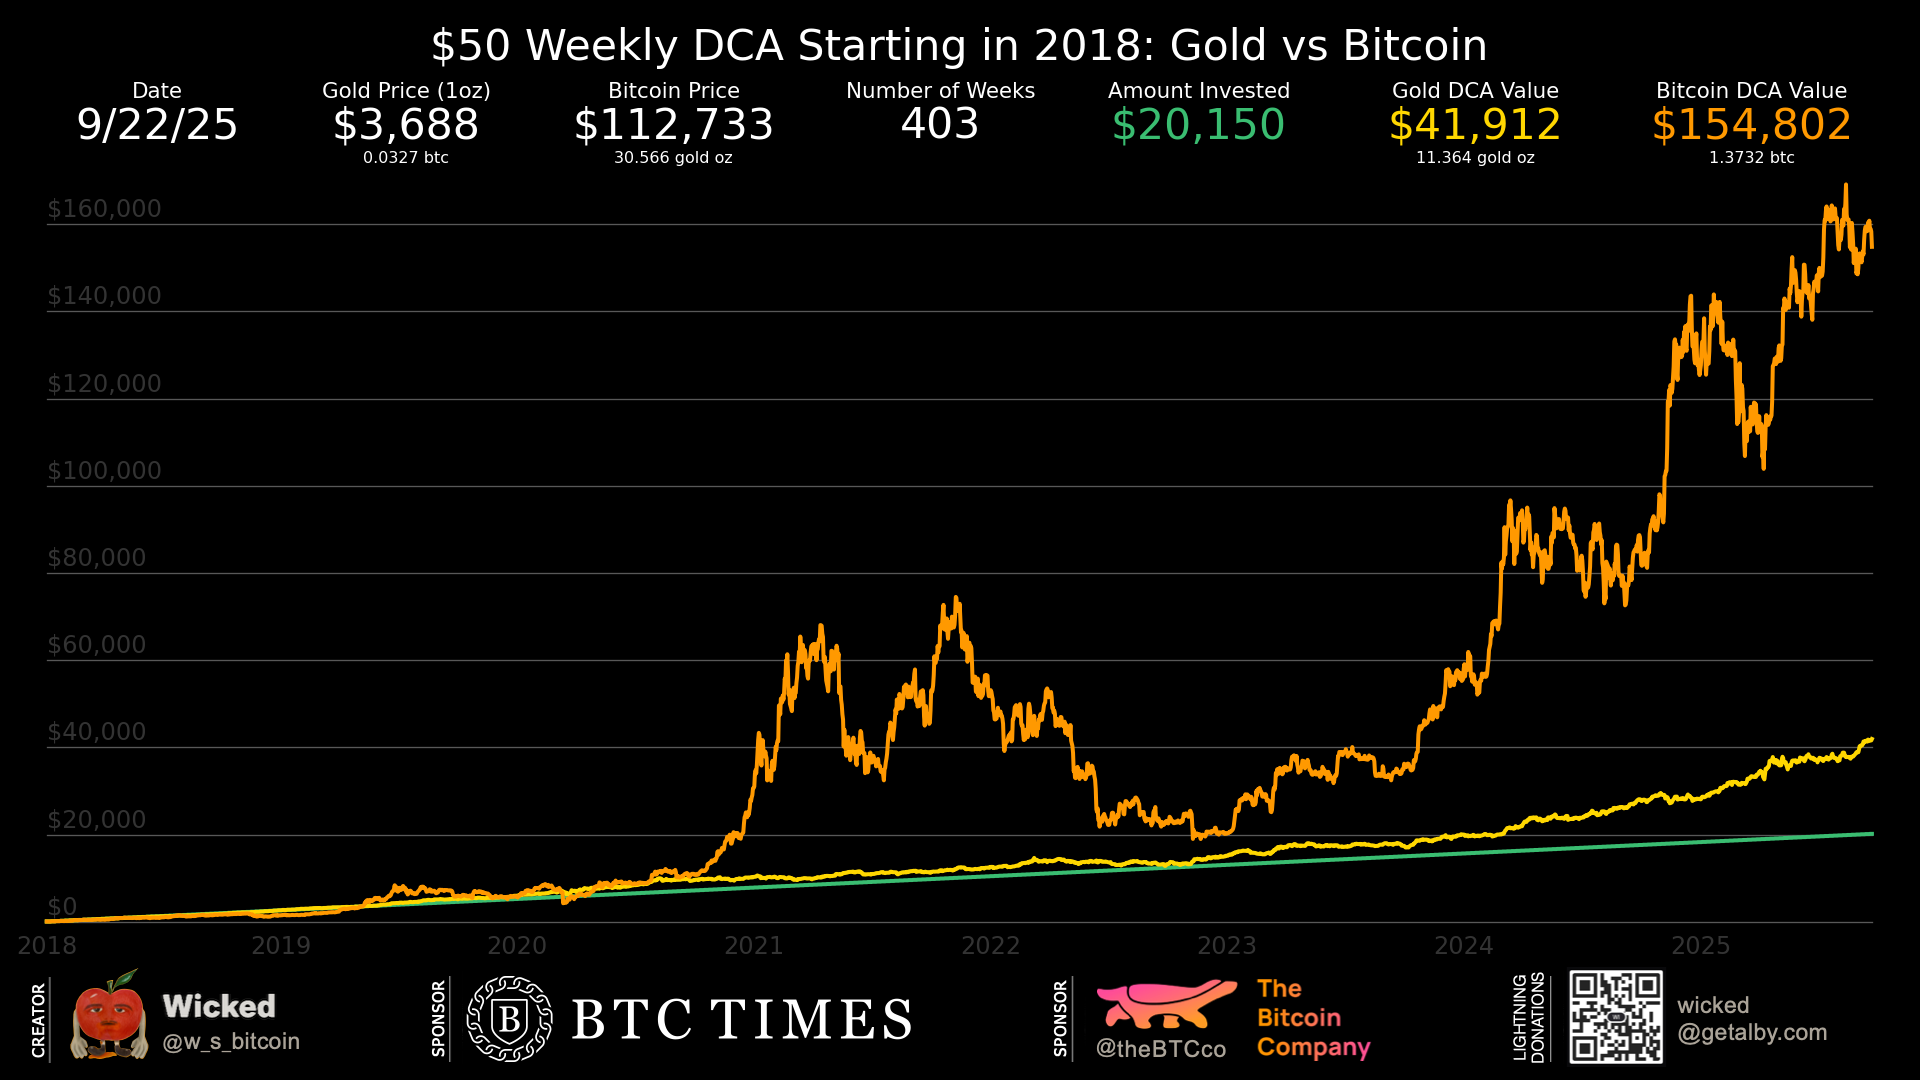 $50 Weekly DCA Starting in 2018: Gold vs Bitcoin
Date
9/22/25
Gold Price (1oz)
$3,688
0.0327 btc
Bitcoin Price
$112,733
30.566 gold oz
Number of Weeks
403
Amount Invested
$20,150
Gold DCA Value
$41,912
11.364 gold oz
Bitcoin DCA Value
$154,802
1.3732 btc
$160,000
$140,000
$120,000
$100,000
$80,000
$60,000
$40,000
$20,000
$0
2018 2019 2020 2021 2022 2023 2024 2025
CREATOR
Wicked
@w_s_bitcoin
SPONSOR
B
BTC TIMES
SPONSOR
@theBTCco
The
Bitcoin
Company
LIGHTNING
DONATIONS
wicked
@getalby.com